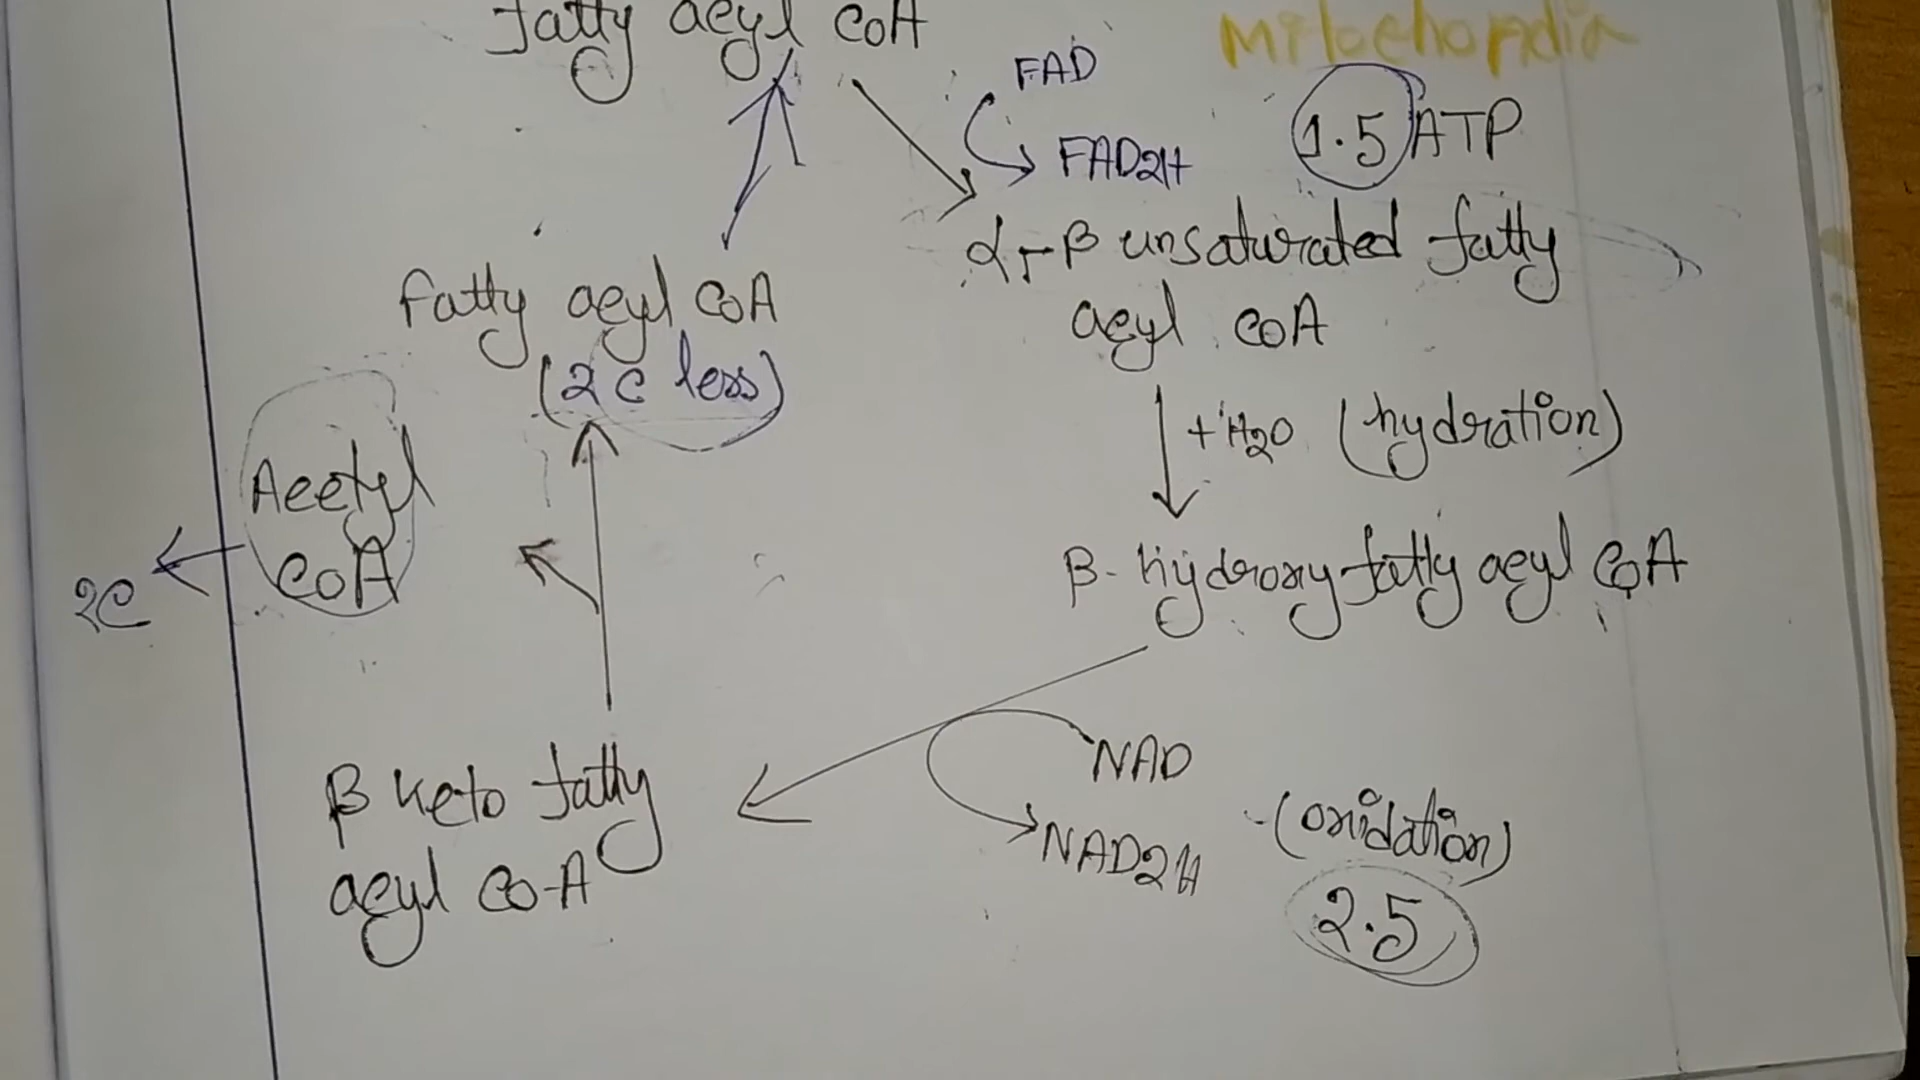 fatty acyl coA
Mitochondia
FAD
FAD2H
1.5 ATP
α-β unsaturated fatty
acyl coA
fatty acyl coA
(2C less)
+H2O (hydration)
Acetyl
coA
2C
β-hydroxy fatty acyl CoA
NAD
NAD2H
(oxidation)
2.5
β keto fatty
acyl Co-A